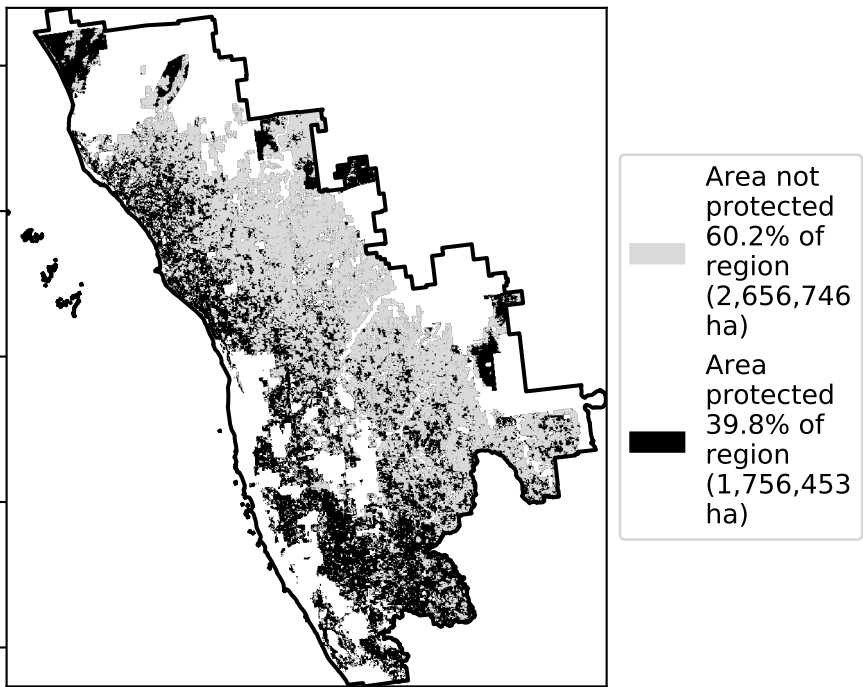 Area not
protected
60.2% of
region
(2,656,746
ha)
Area
protected
39.8% of
region
(1,756,453
ha)